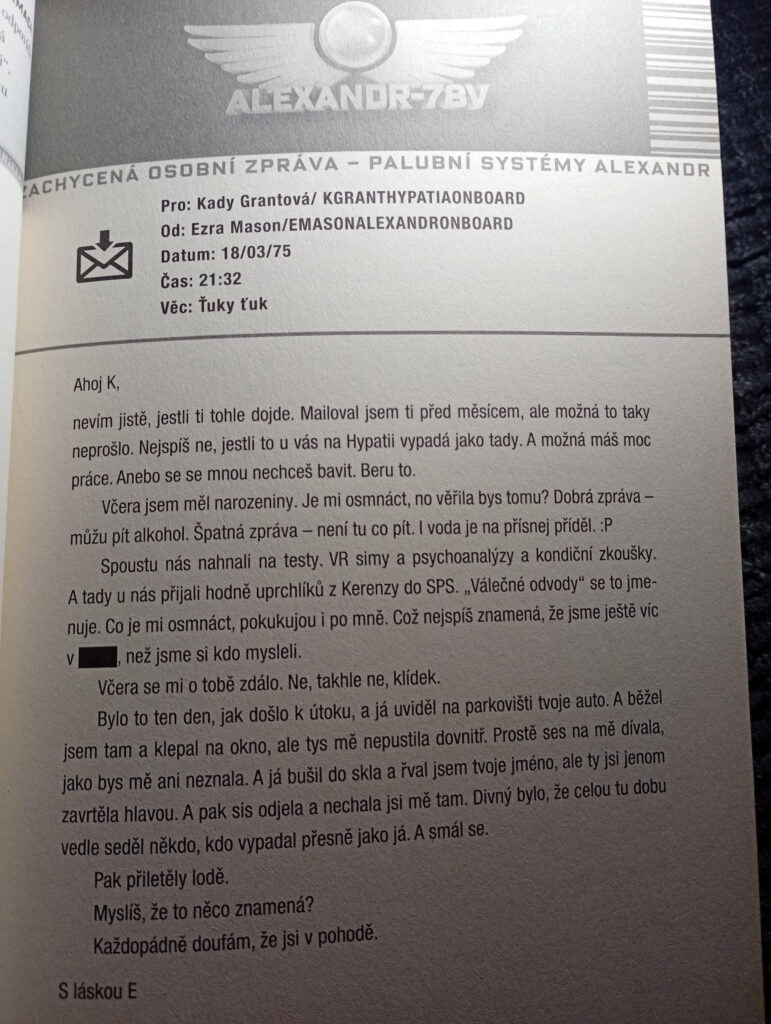 ALEXANDR-78V
ZACHYCENÁ OSOBNÍ ZPRÁVA – PALUBNÍ SYSTÉMY ALEXANDR
Pro: Kady Grantová/ KGRANTHYPATIAONBOARD
Od: Ezra Mason/EMASONALEXANDRONBOARD
Datum: 18/03/75
Čas: 21:32
Věc: Ťuky ťuk
Ahoj K,
nevím jistě, jestli ti tohle dojde. Mailoval jsem ti před měsícem, ale možná to taky
neprošlo. Nejspíš ne, jestli to u vás na Hypatii vypadá jako tady. A možná máš moc
práce. Anebo se se mnou nechceš bavit. Beru to.
Včera jsem měl narozeniny. Je mi osmnáct, no věřila bys tomu? Dobrá zpráva –
můžu pít alkohol. Špatná zpráva – není tu co pít. I voda je na přísnej příděl. :P
Spoustu nás nahnali na testy. VR simy a psychoanalýzy a kondiční zkoušky.
A tady u nás přijali hodně uprchlíků z Kerenzy do SPS. „Válečné odvody“ se to jme-
nuje. Co je mi osmnáct, pokukujou i po mně. Což nejspíš znamená, že jsme ještě víc
v , než jsme si kdo mysleli.
Včera se mi o tobě zdálo. Ne, takhle ne, klídek.
Bylo to ten den, jak došlo k útoku, a já uviděl na parkovišti tvoje auto. A běžel
jsem tam a klepal na okno, ale tys mě nepustila dovnitř. Prostě ses na mě dívala,
jako bys mě ani neznala. A já bušil do skla a řval jsem tvoje jméno, ale ty jsi jenom
zavrtěla hlavou. A pak sis odjela a nechala jsi mě tam. Divný bylo, že celou tu dobu
vedle seděl někdo, kdo vypadal přesně jako já. A smál se.
Pak přiletěly lodě.
Myslíš, že to něco znamená?
Každopádně doufám, že jsi v pohodě.
S láskou E